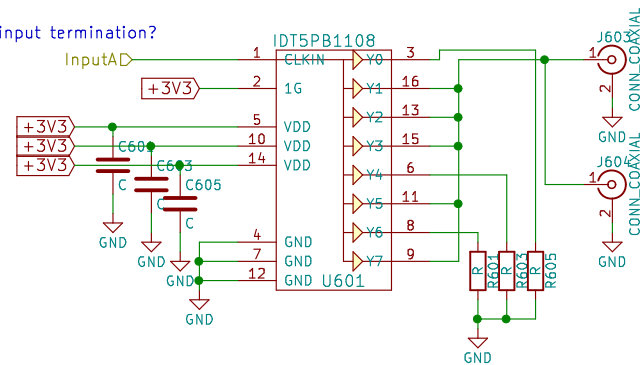 input termination?
InputA
IDT5PB1108
1
CLKIN
Y0
3
+3V3
2
1G
Y1
16
Y2
13
+3V3
5
VDD
+3V3
10
VDD
Y3
15
+3V3
14
VDD
Y4
6
Y5
11
Y6
8
Y7
9
4
GND
7
GND
12
GND
U601
C
C
C605
C
GND
GND
GND
GND
R
R601
R
R603
R
R605
GND
J603
1
2
CONN_COAXIAL
GND
J604
1
2
CONN_COAXIAL
GND